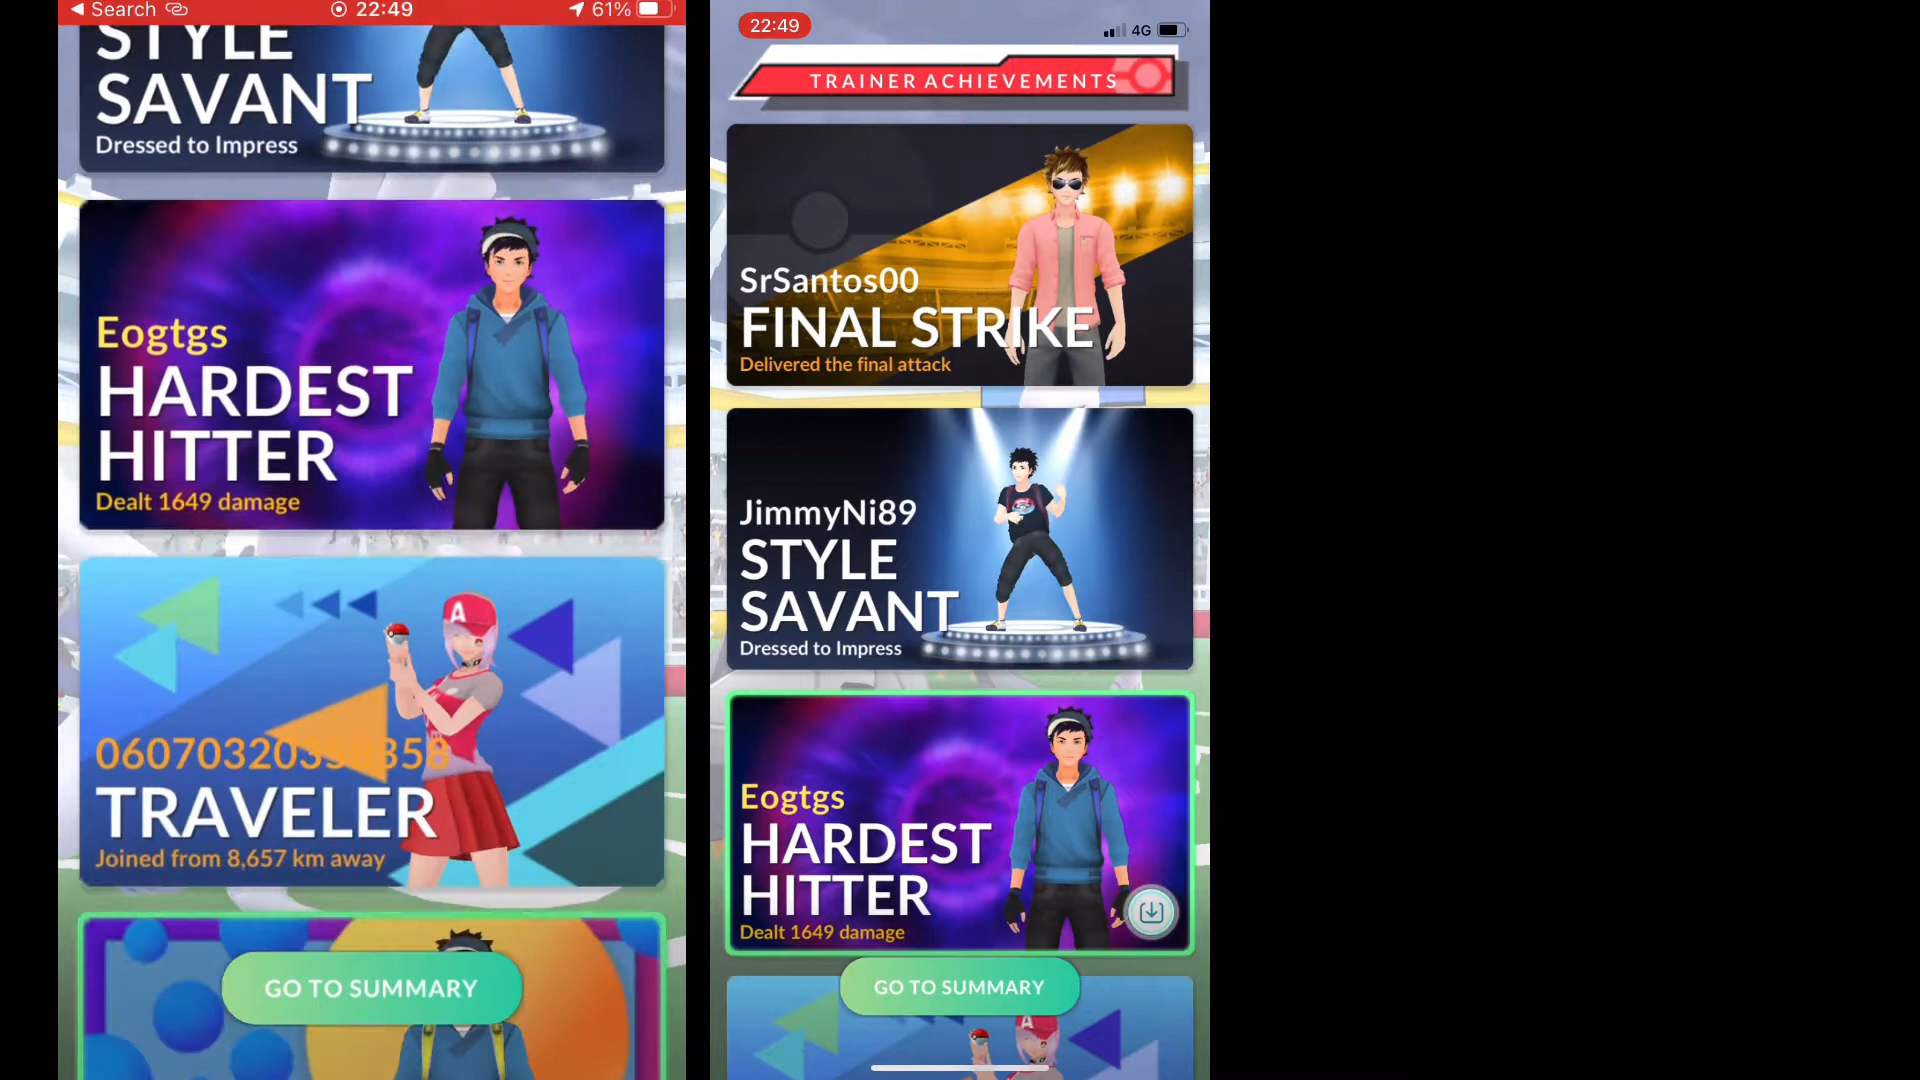 Search
22:49
61%
STYLE
SAVANT
Dressed to Impress
Eogtgs
HARDEST
HITTER
Dealt 1649 damage
TRAVELER
Joined from 8,657 km away
GO TO SUMMARY
22:49
4G
TRAINER ACHIEVEMENTS
SrSantos00
FINAL STRIKE
Delivered the final attack
JimmyNi89
STYLE
SAVANT
Dressed to Impress
Eogtgs
HARDEST
HITTER
Dealt 1649 damage
GO TO SUMMARY